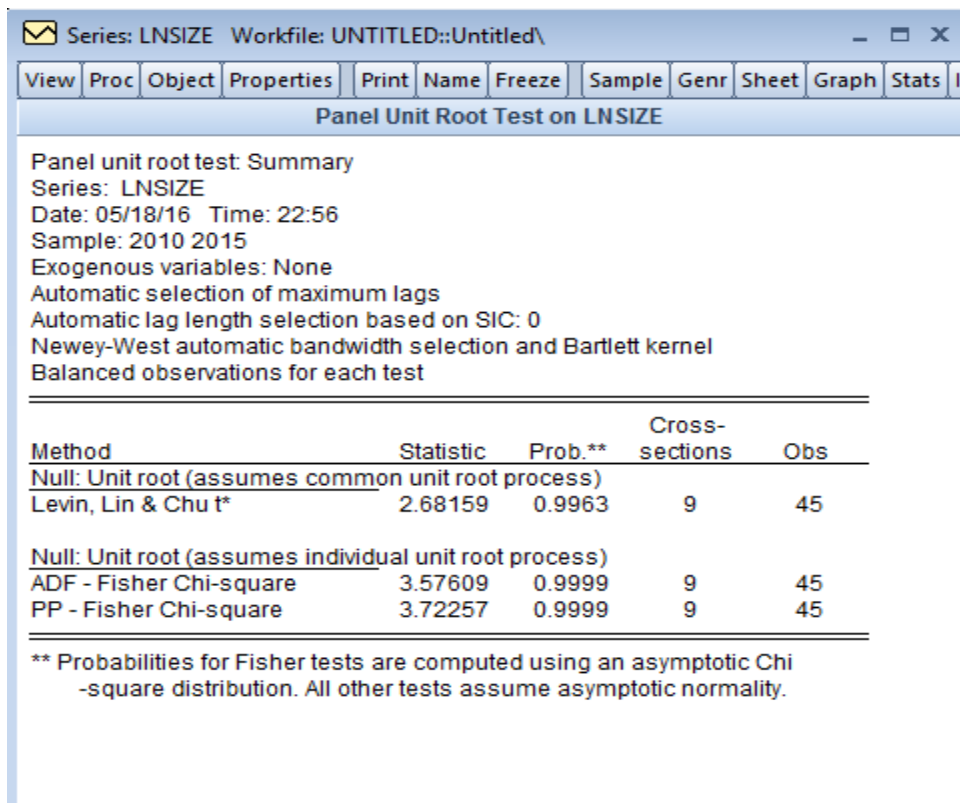 Series: LNSIZE Workfile: UNTITLED::Untitled\
View Proc Object Properties Print Name Freeze Sample Genr Sheet Graph Stats
Panel Unit Root Test on LNSIZE
Panel unit root test: Summary
Series: LNSIZE
Date: 05/18/16 Time: 22:56
Sample: 2010 2015
Exogenous variables: None
Automatic selection of maximum lags
Automatic lag length selection based on SIC: 0
Newey-West automatic bandwidth selection and Bartlett kernel
Balanced observations for each test
Cross-
Method Statistic Prob.** sections Obs
Null: Unit root (assumes common unit root process)
Levin, Lin & Chu t* 2.68159 0.9963 9 45
Null: Unit root (assumes individual unit root process)
ADF - Fisher Chi-square 3.57609 0.9999 9 45
PP - Fisher Chi-square 3.72257 0.9999 9 45
** Probabilities for Fisher tests are computed using an asymptotic Chi
-square distribution. All other tests assume asymptotic normality.